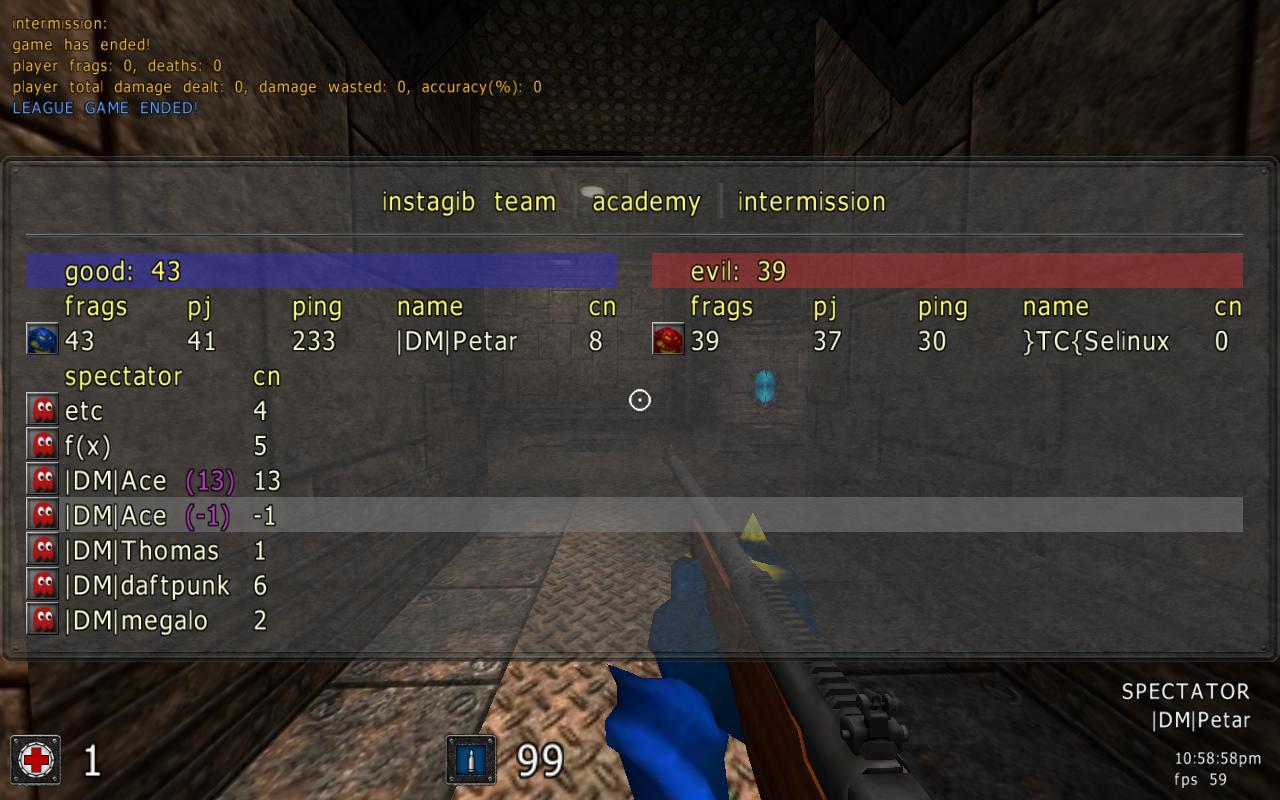 intermission:
game has ended!
player frags: 0, deaths: 0
player total damage dealt: 0, damage wasted: 0, accuracy(%): 0
LEAGUE GAME ENDED!
instagib team academy intermission
good: 43 evil: 39
frags pj ping name cn frags pj ping name cn
43 41 233 |DM|Petar 8 39 37 30 }TC{Selinux 0
spectator cn
etc 4
f(x) 5
|DM|Ace (13) 13
|DM|Ace (-1) -1
|DM|Thomas 1
|DM|daftpunk 6
|DM|megalo 2
SPECTATOR
|DM|Petar
1 99
10:58:58pm
fps 59